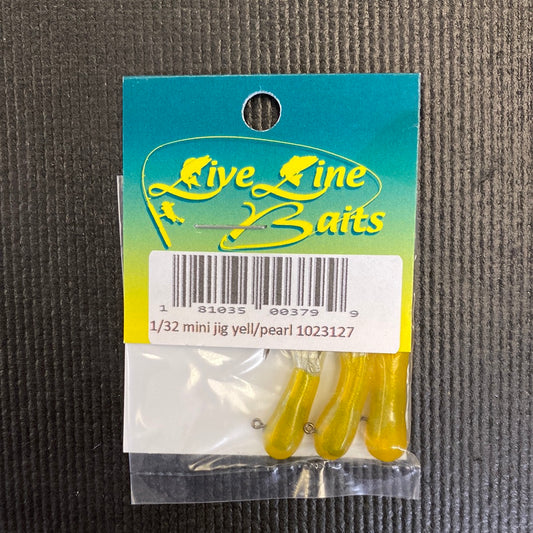 Live Line
Baits
1 81035 00379 9
1/32 mini jig yell/pearl 1023127